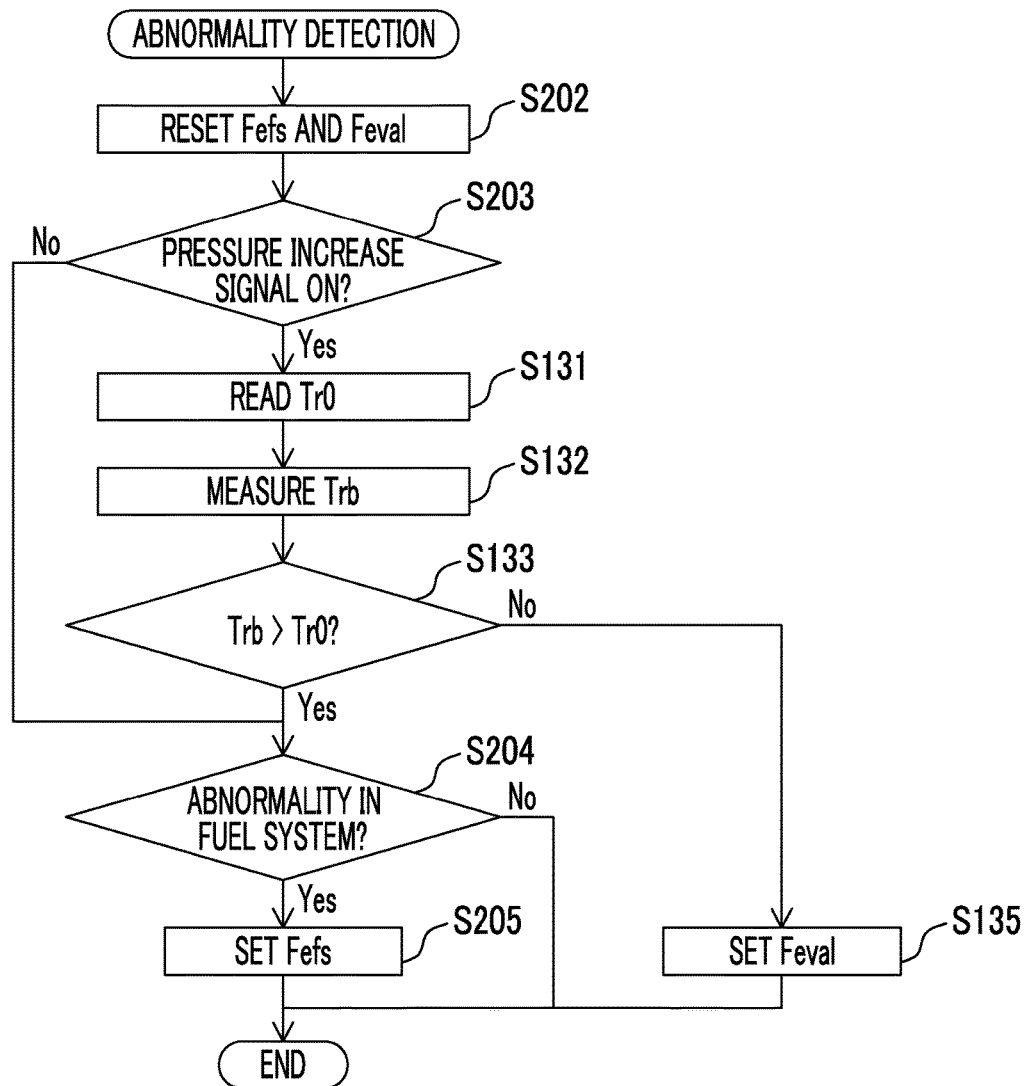 ABNORMALITY DETECTION
S202
RESET Fefs AND Feval
S203
No
PRESSURE INCREASE
SIGNAL ON?
Yes
S131
READ Tr0
S132
MEASURE Trb
S133
No
Trb > Tr0?
Yes
S204
No
ABNORMALITY IN
FUEL SYSTEM?
Yes
S205
S135
SET Fefs
SET Feval
END